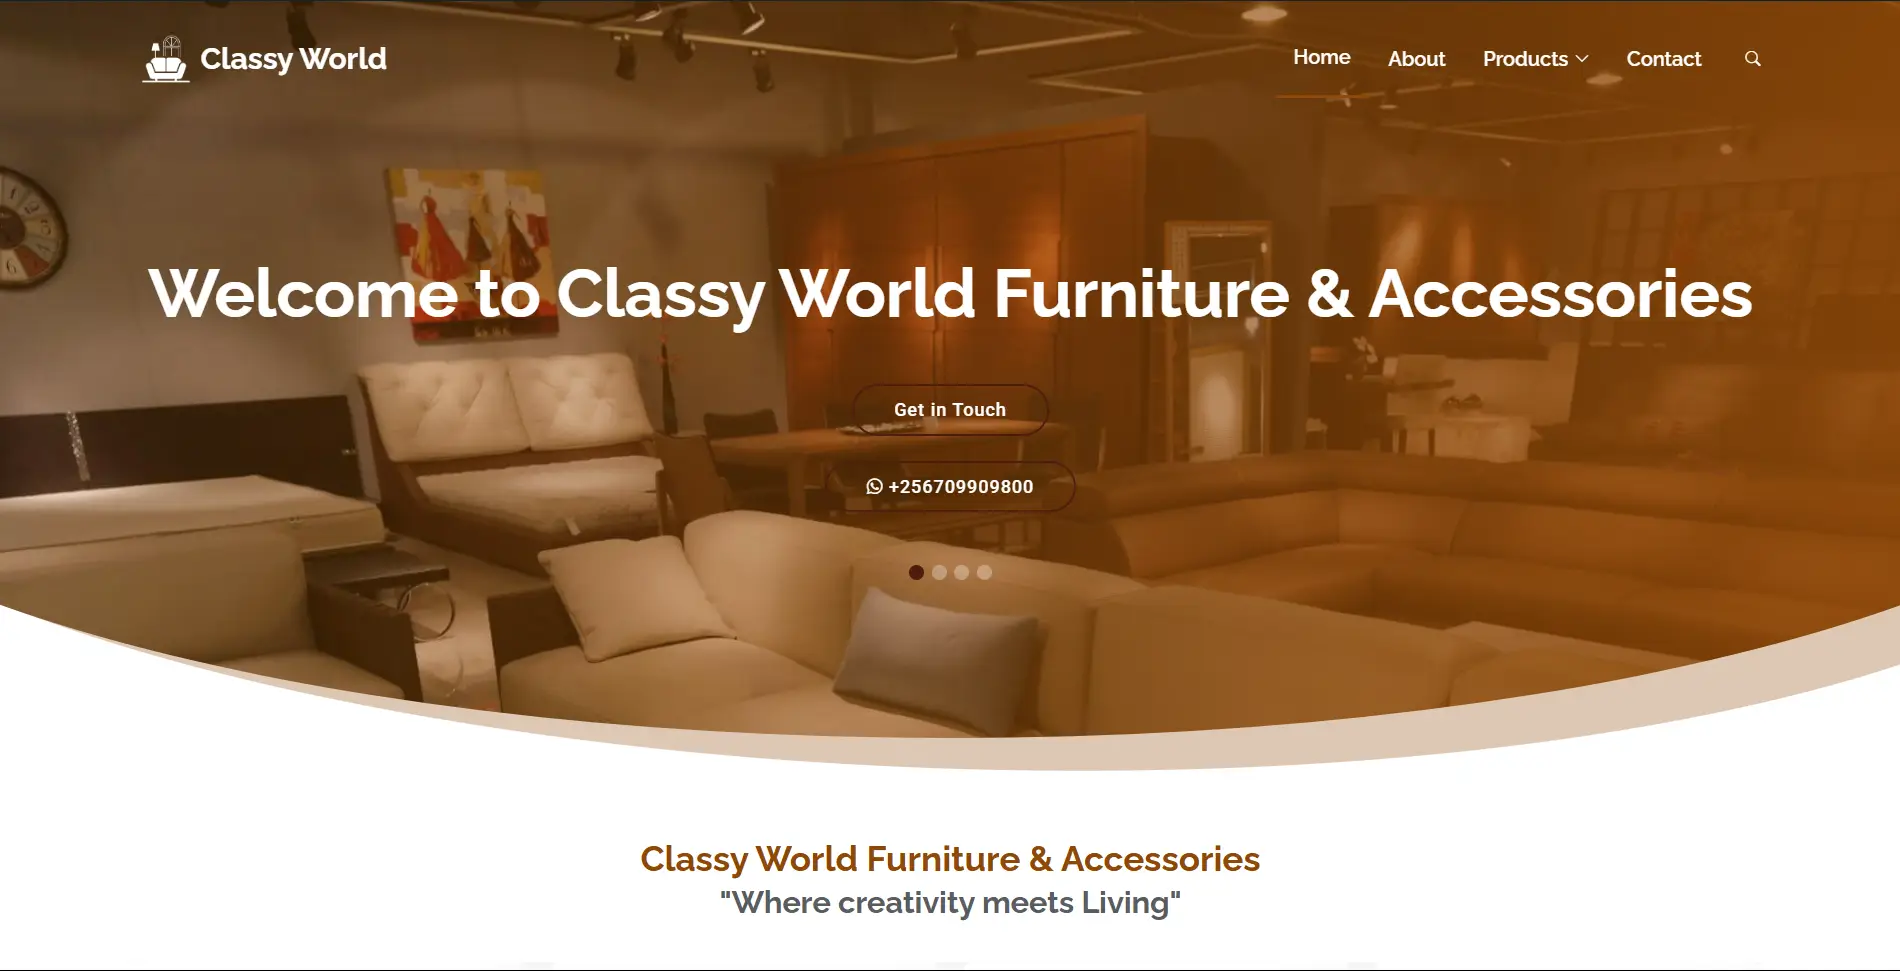 Classy World
Home About Products Contact
Welcome to Classy World Furniture & Accessories
Get in Touch
+256709909800
Classy World Furniture & Accessories
"Where creativity meets Living"